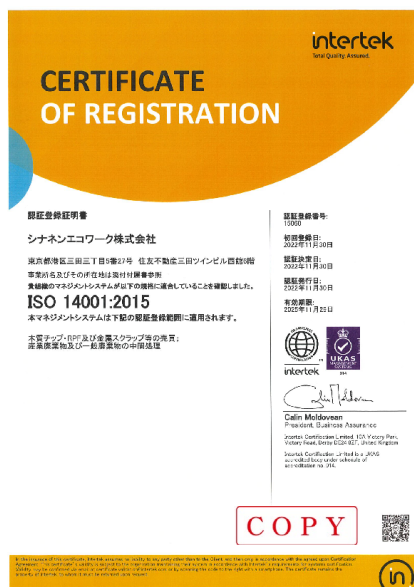 intertek
Total Quality. Assured.
CERTIFICATE
OF REGISTRATION
認証登録証明書
シナネンエコワーク株式会社
東京都港区三田三丁目5番27号 住友不動産三田ツインビル西館8階
事業所名及びその所在地は添付付属書参照
貴組織のマネジメントシステムが以下の規格に適合していることを確認しました。
ISO 14001:2015
本マネジメントシステムは下記の認証登録範囲に適用されます。
木質チップ・RPF及び金属スクラップ等の売買;
産業廃棄物及び一般廃棄物の中間処理
認証登録番号:
15060
初回登録日:
2022年11月30日
認証決定日:
2022年11月30日
認証発行日:
2022年11月30日
有効期限:
2025年11月29日
intertek
UKAS
MANAGEMENT
SYSTEMS
014
Calin Moldovean
President, Business Assurance
Intertek Certification Limited, 10A Victory Park,
Victory Road, Derby DE24 8ZF, United Kingdom
Intertek Certification Limited is a UKAS
accredited body under schedule of
accreditation no. 014.
COPY